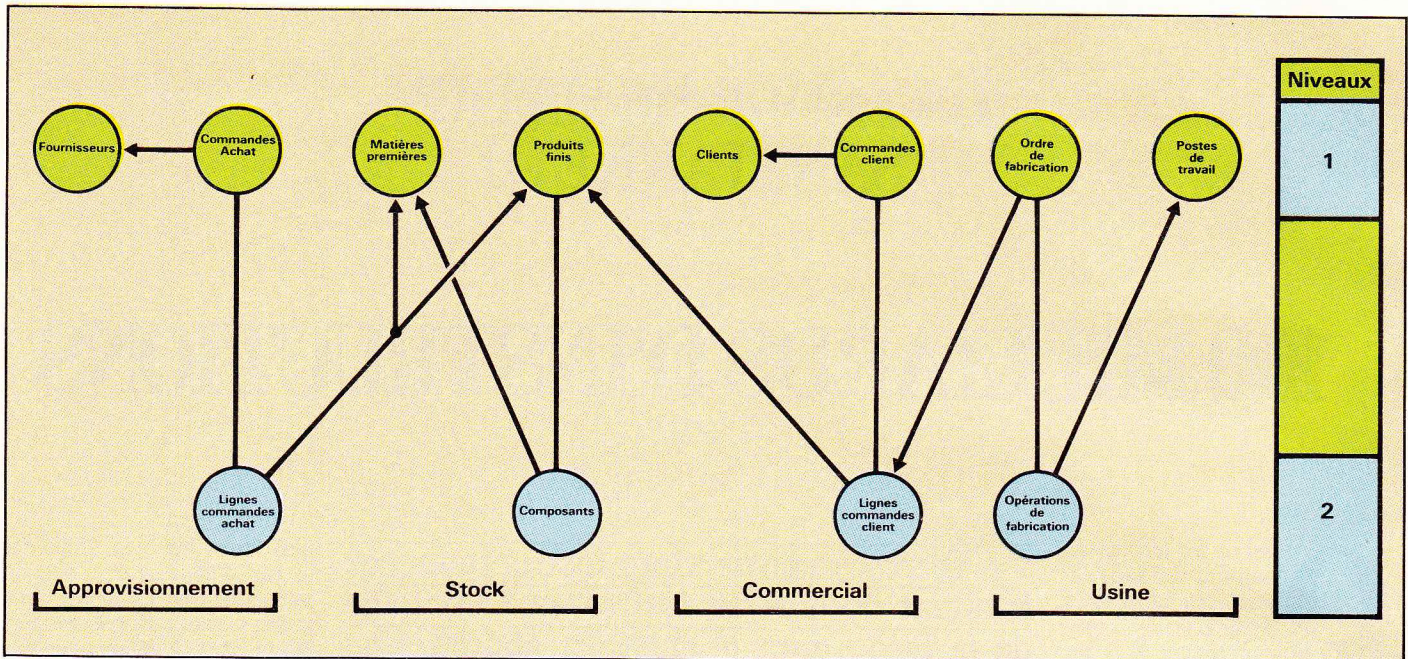 Niveaux
Fournisseurs
Commandes
Achat
Matières
premières
Produits
finis
Clients
Commandes
client
Ordre
de
fabrication
Postes
de
travail
1
Lignes
commandes
achat
Composants
Lignes
commandes
client
Opérations
de
fabrication
2
Approvisionnement
Stock
Commercial
Usine